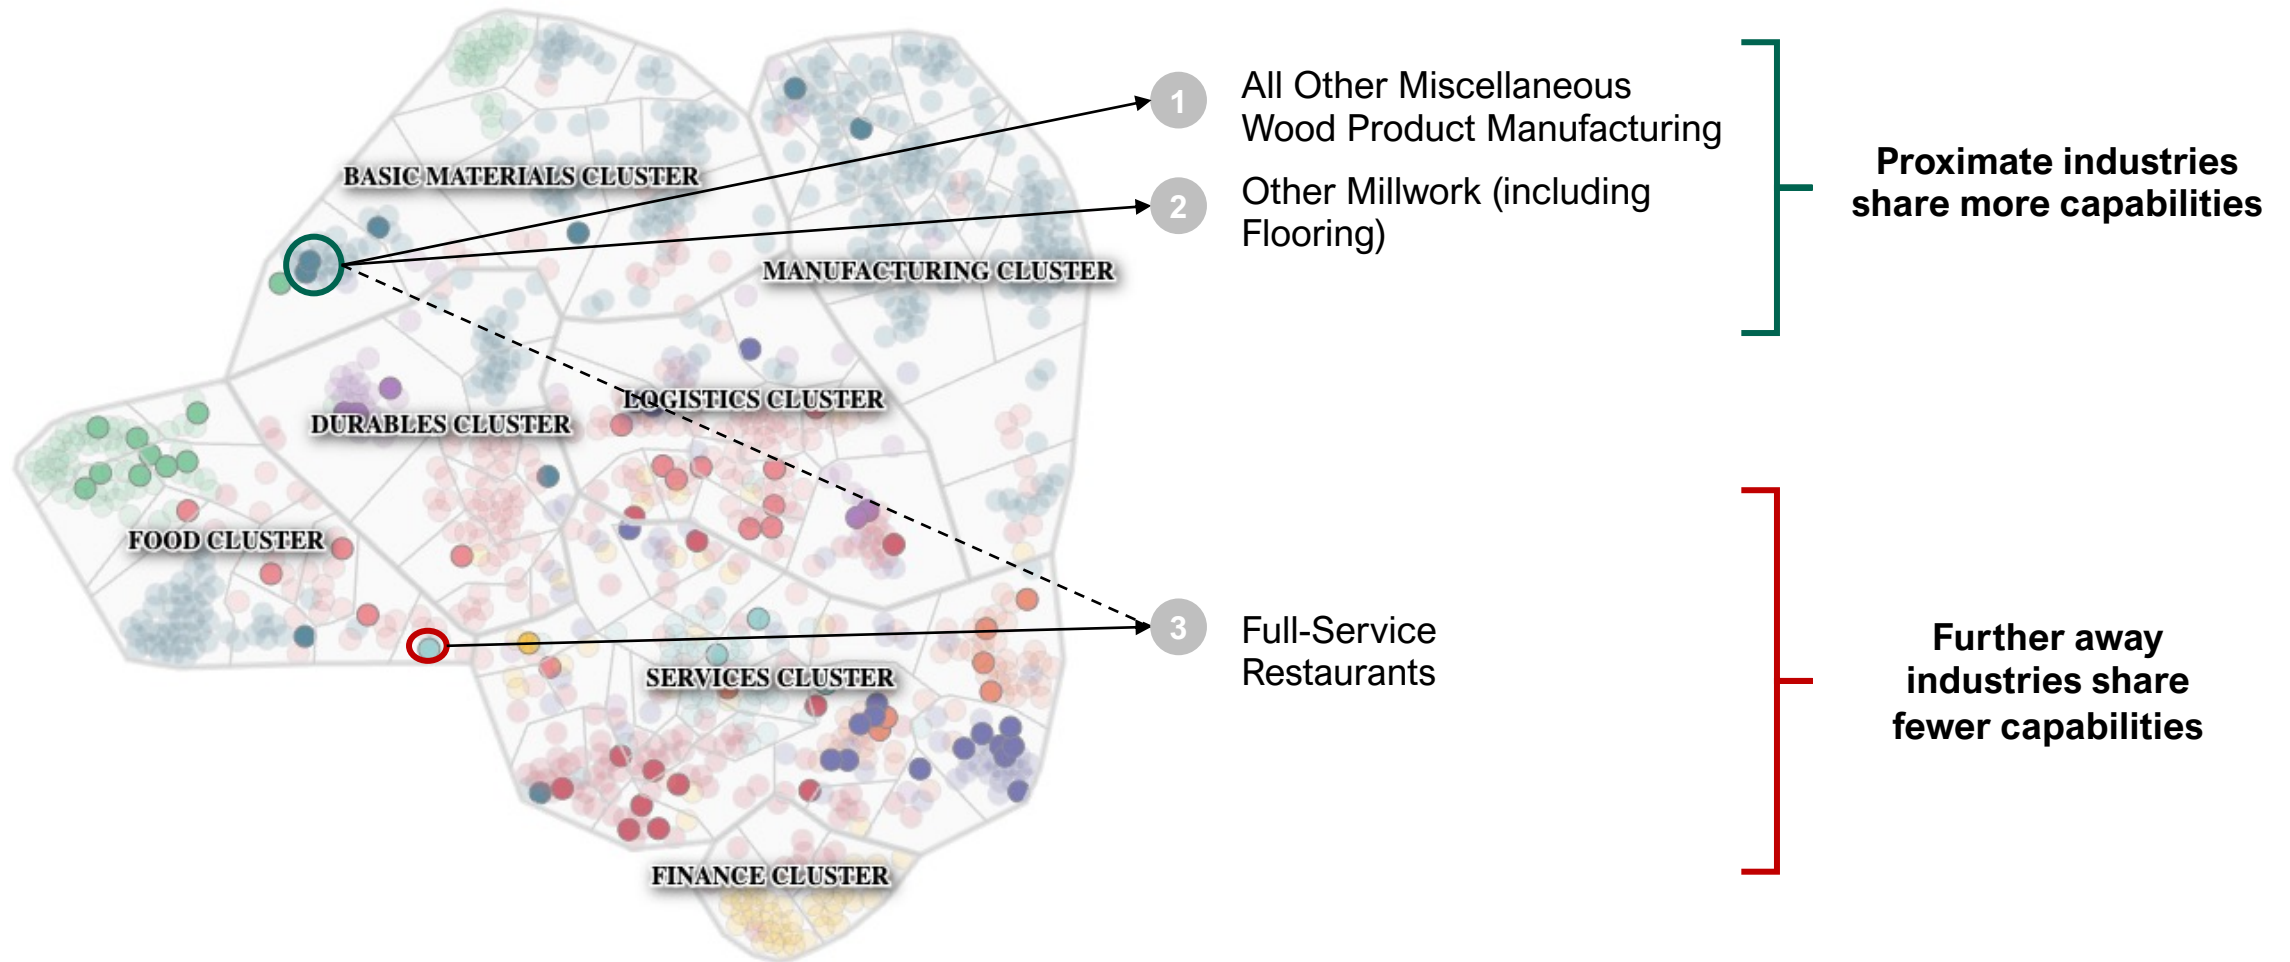 BASIC MATERIALS CLUSTER
MANUFACTURING CLUSTER
LOGISTICS CLUSTER
DURABLES CLUSTER
FOOD CLUSTER
SERVICES CLUSTER
FINANCE CLUSTER
1
All Other Miscellaneous
Wood Product Manufacturing
2
Other Millwork (including
Flooring)
Proximate industries
share more capabilities
3
Full-Service
Restaurants
Further away
industries share
fewer capabilities